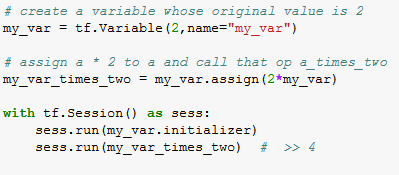 # create a variable whose original value is 2
my_var = tf.Variable(2,name="my_var")
# assign a * 2 to a and call that op a_times_two
my_var_times_two = my_var.assign(2*my_var)
with tf.Session() as sess:
sess.run(my_var.initializer)
sess.run(my_var_times_two)  #  >> 4